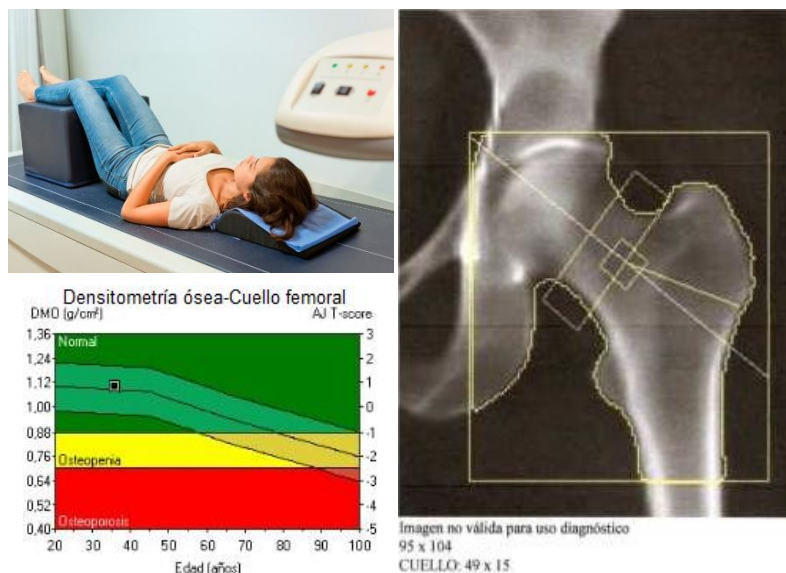 Densitometría ósea-Cuello femoral
DMO (g/cm²)
AJ T-score
1,36
1,24
1,12
1,00
0,88
0,76
0,64
0,52
0,40
Normal
Osteopenia
Osteoporosis
3
2
1
0
-1
-2
-3
-4
-5
20 30 40 50 60 70 80 90 100
Edad (años)
Imagen no válida para uso diagnóstico
95 x 104
CUELLO: 49 x 15